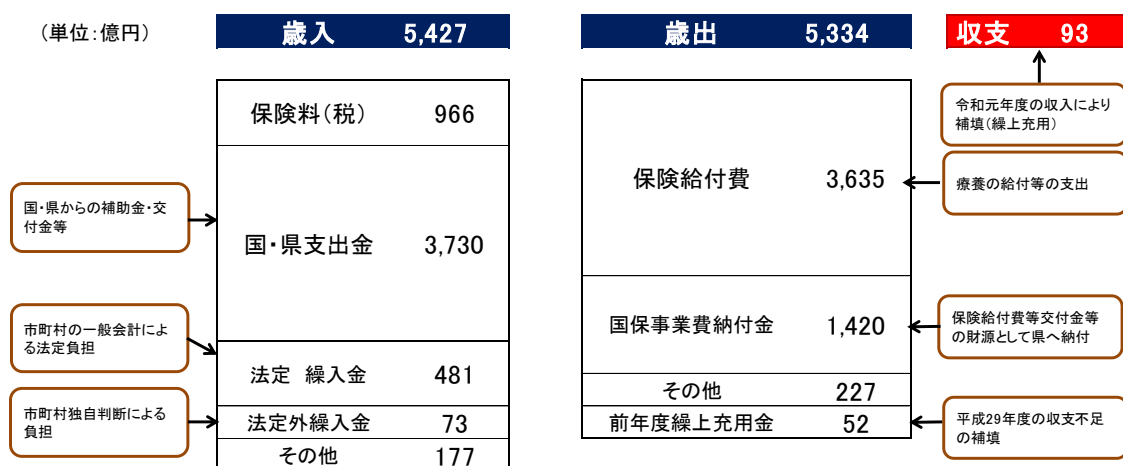 (単位:億円)
歳入 5,427
歳出 5,334
収支 93
保険料(税) 966
国・県支出金 3,730
法定 繰入金 481
法定外繰入金 73
その他 177
国・県からの補助金・交
付金等
市町村の一般会計によ
る法定負担
市町村独自判断による
負担
保険給付費 3,635
国保事業費納付金 1,420
その他 227
前年度繰上充用金 52
令和元年度の収入により
補填(繰上充用)
療養の給付等の支出
保険給付費等交付金等
の財源として県へ納付
平成29年度の収支不足
の補填